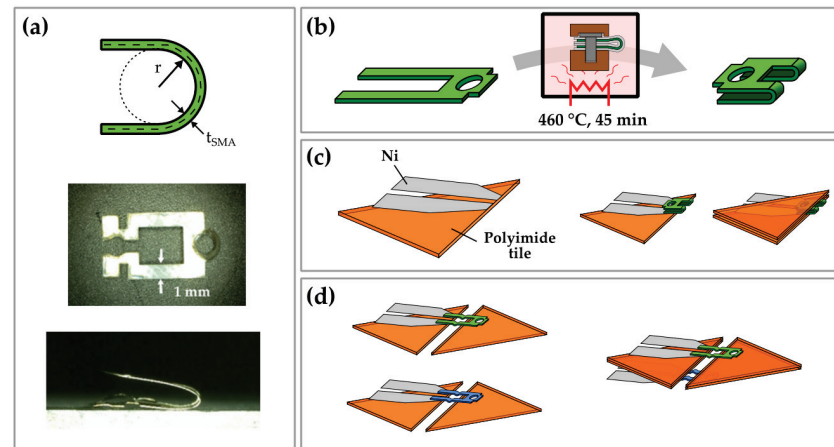 (a)
r
tSMA
1 mm
(b)
460 °C, 45 min
(c)
Ni
Polyimide
tile
(d)